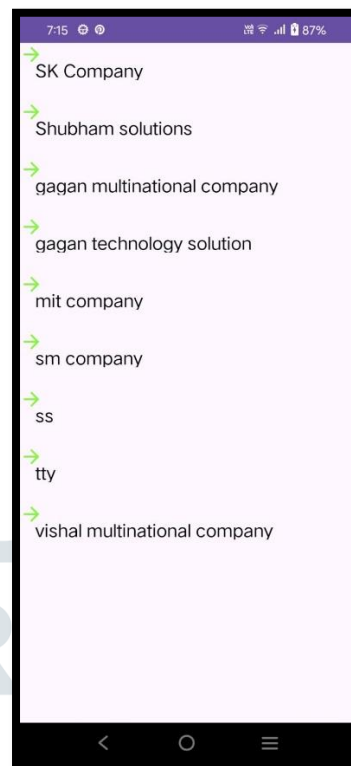 7:15 87%
SK Company
Shubham solutions
gagan multinational company
gagan technology solution
mit company
sm company
ss
tty
vishal multinational company